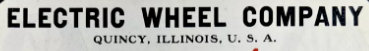 ELECTRIC WHEEL COMPANY
QUINCY, ILLINOIS, U. S. A.